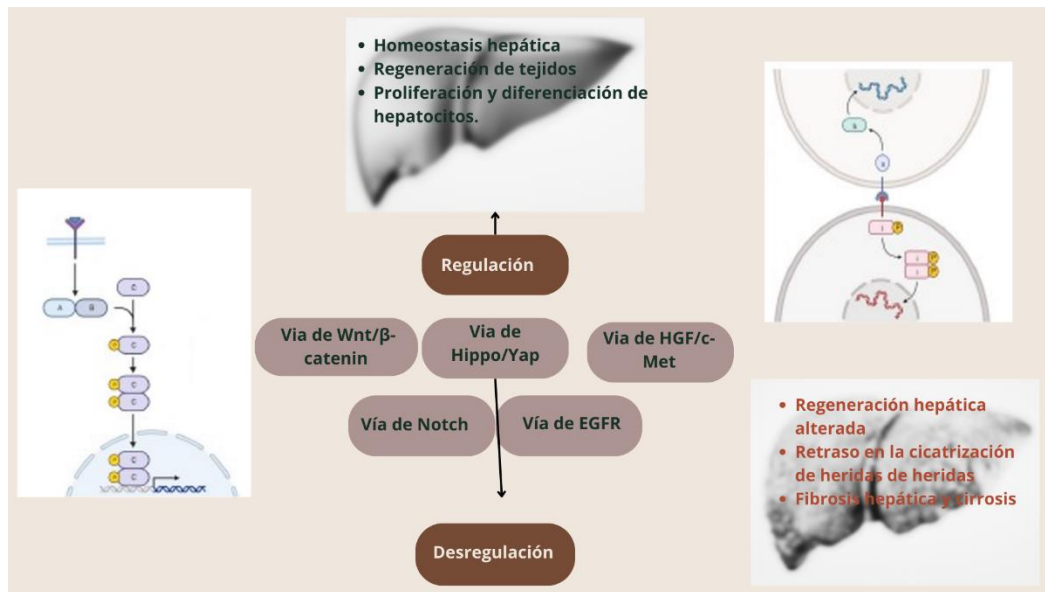 • Homeostasis hepática
• Regeneración de tejidos
• Proliferación y diferenciación de
hepatocitos.
Regulación
Via de Wnt/β-
catenin
Via de
Hippo/Yap
Via de HGF/c-
Met
Vía de Notch
Vía de EGFR
Desregulación
• Regeneración hepática
alterada
• Retraso en la cicatrización
de heridas de heridas
• Fibrosis hepática y cirrosis
A B
C
P C
P C
P C
P C
P C